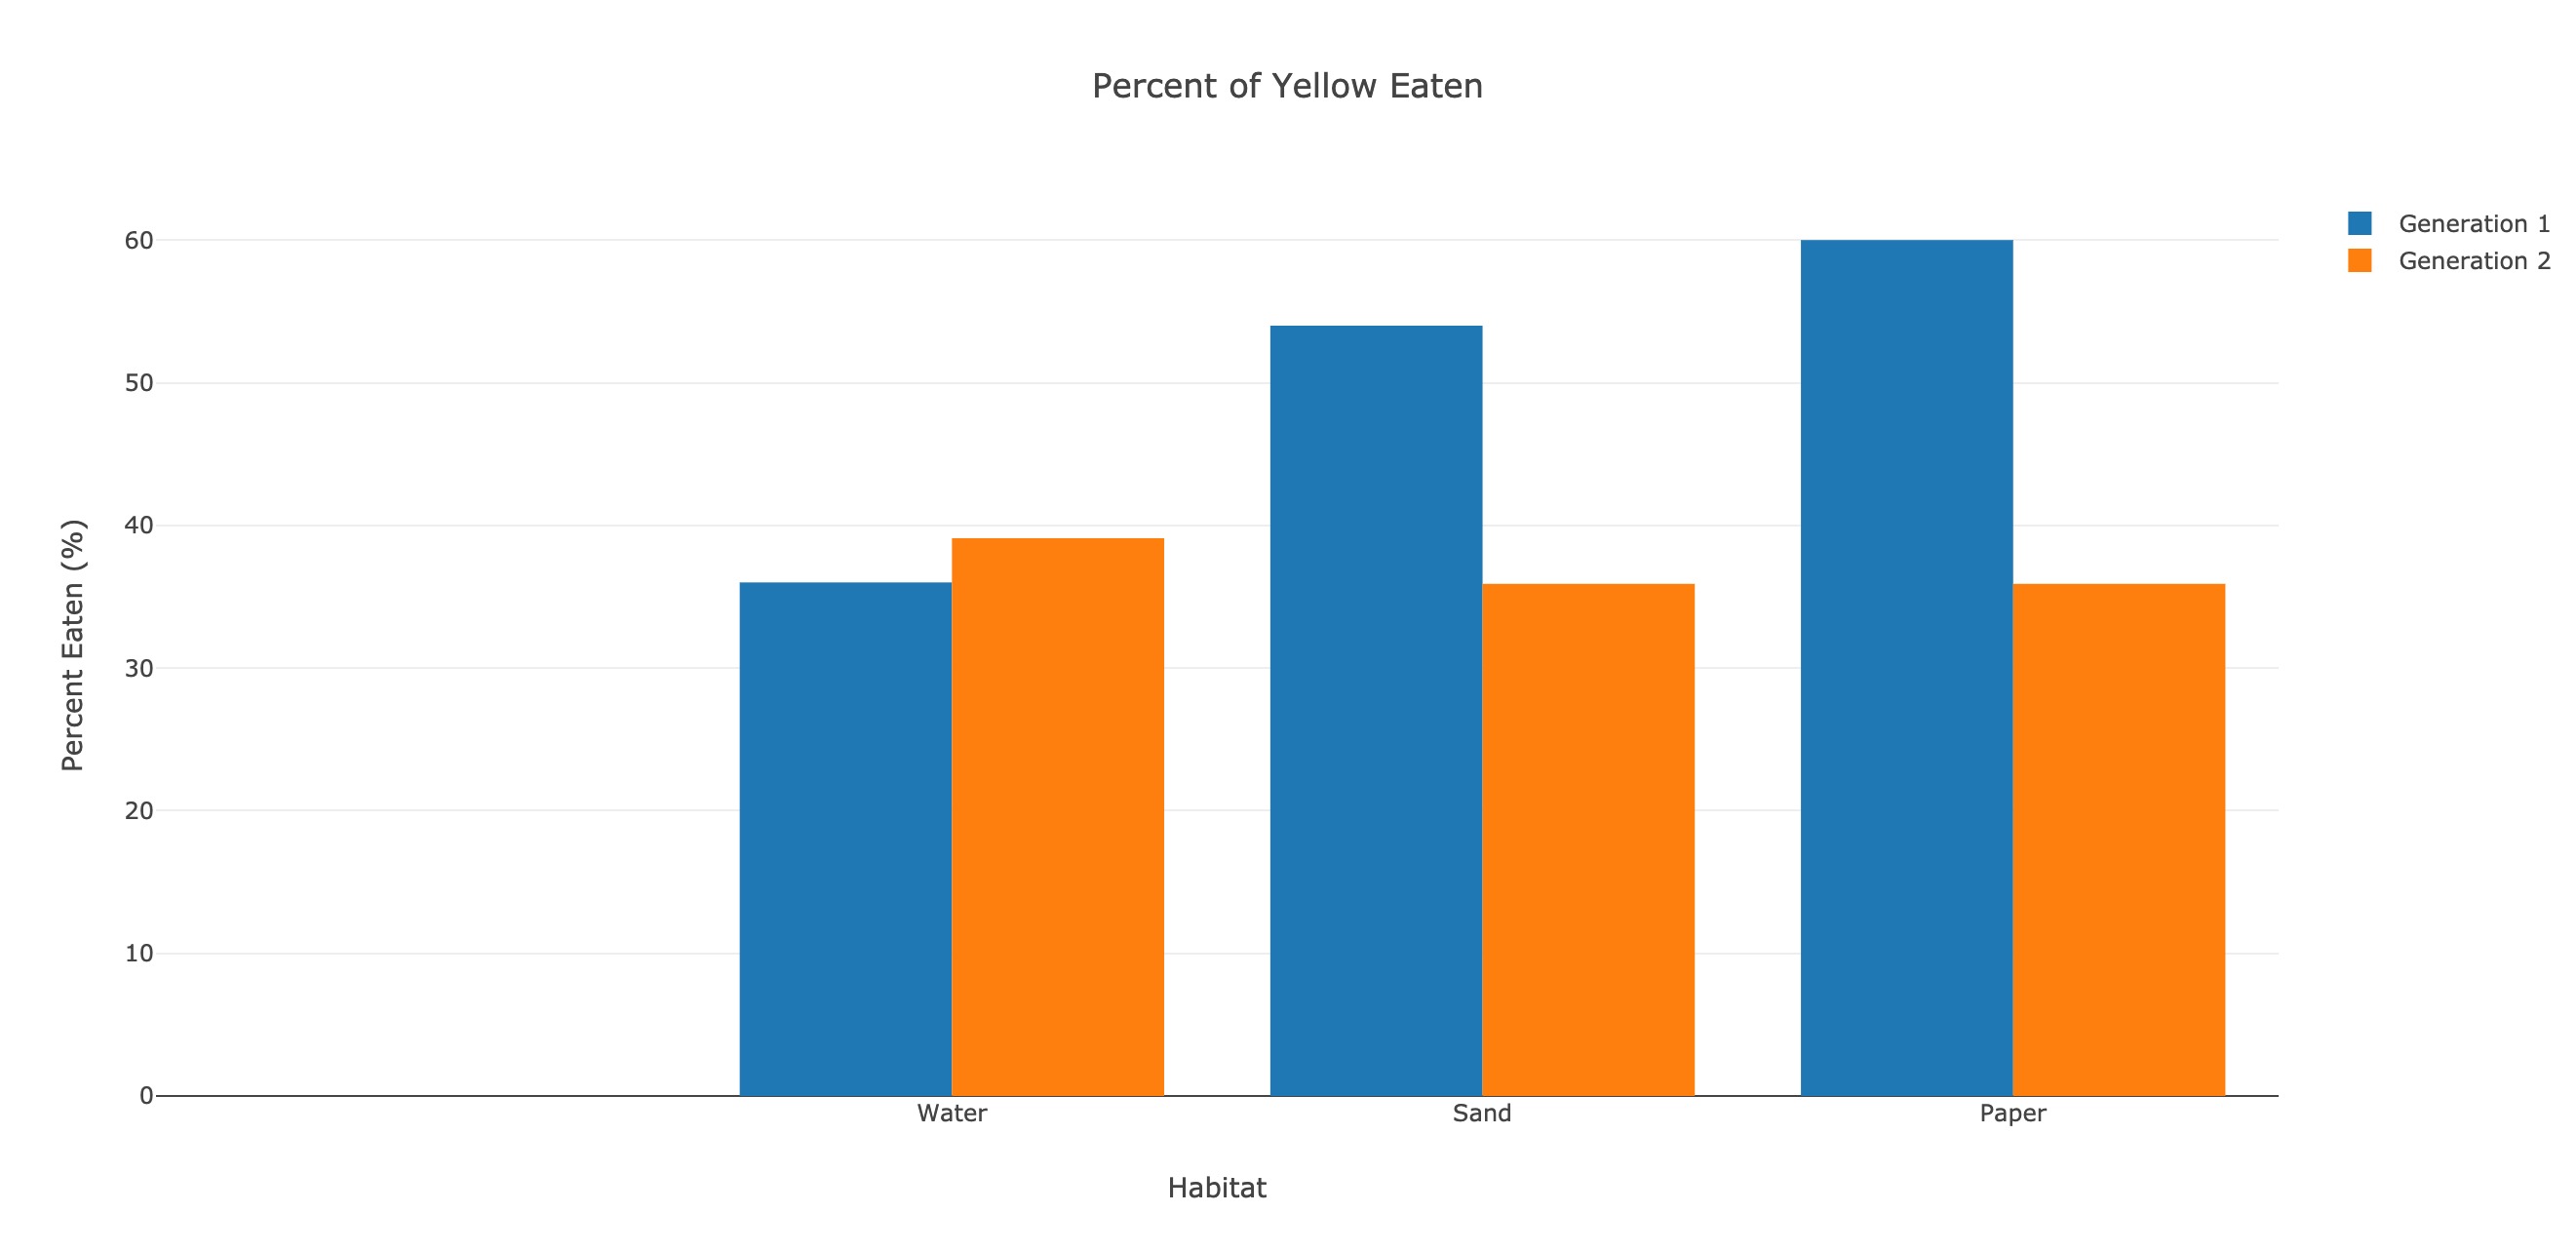 Percent of Yellow Eaten
Generation 1
Generation 2
Percent Eaten (%)
60
50
40
30
20
10
0
Water
Sand
Paper
Habitat